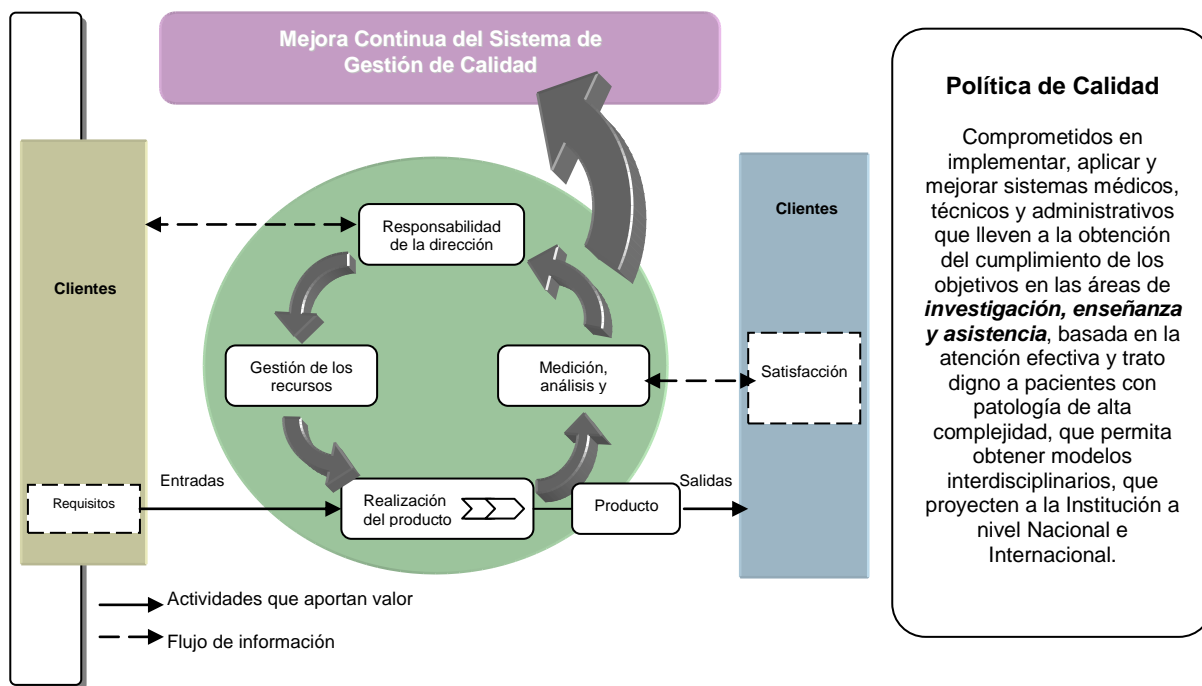 Mejora Continua del Sistema de
Gestión de Calidad
Clientes
Requisitos
Entradas
Responsabilidad
de la dirección
Gestión de los
recursos
Medición,
análisis y
Realización
del producto
Producto
Salidas
Clientes
Satisfacción
Actividades que aportan valor
Flujo de información
Política de Calidad
Comprometidos en
implementar, aplicar y
mejorar sistemas médicos,
técnicos y administrativos
que lleven a la obtención
del cumplimiento de los
objetivos en las áreas de
investigación, enseñanza
y asistencia, basada en la
atención efectiva y trato
digno a pacientes con
patología de alta
complejidad, que permita
obtener modelos
interdisciplinarios, que
proyecten a la Institución a
nivel Nacional e
Internacional.